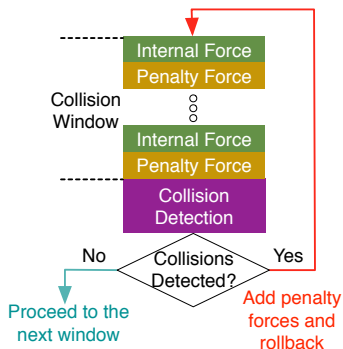 Internal Force
Penalty Force
Collision
Window
Internal Force
Penalty Force
Collision
Detection
No
Collisions
Detected?
Yes
Proceed to the
next window
Add penalty
forces and
rollback